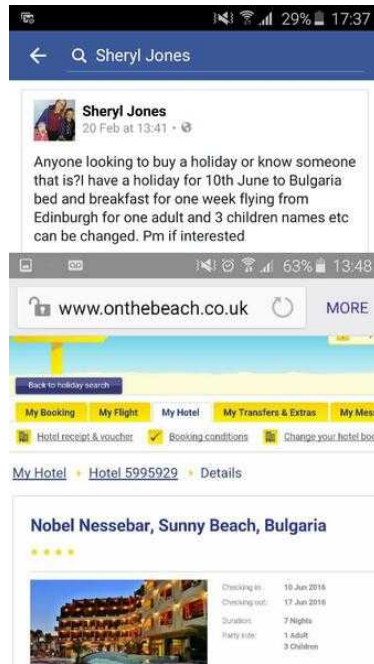 29% 17:37
Sheryl Jones
Sheryl Jones
20 Feb at 13:41 ·
Anyone looking to buy a holiday or know someone
that is?I have a holiday for 10th June to Bulgaria
bed and breakfast for one week flying from
Edinburgh for one adult and 3 children names etc
can be changed. Pm if interested
63% 13:48
www.onthebeach.co.uk MORE
Back to holiday search
My Booking My Flight My Hotel My Transfers & Extras My Mes
Hotel receipt & voucher Booking conditions Change your hotel boo
My Hotel Hotel 5995929 Details
Nobel Nessebar, Sunny Beach, Bulgaria
Checking in: 10 Jun 2016
Checking out: 17 Jun 2016
Duration: 7 Nights
Party size: 1 Adult
3 Children